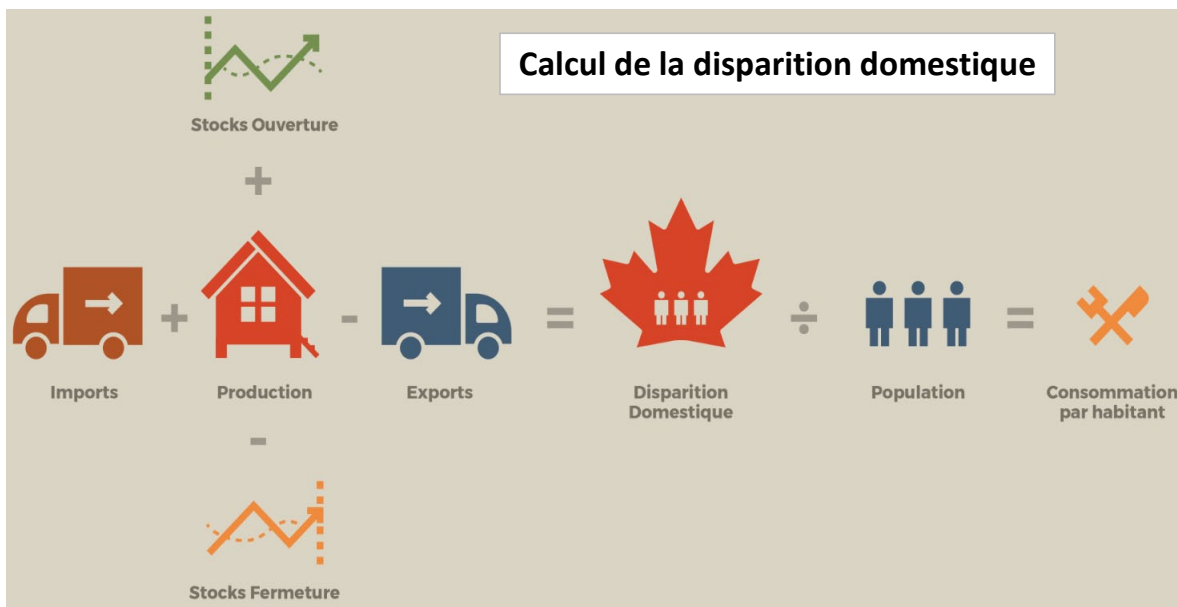 Calcul de la disparition domestique
Stocks Ouverture
+
+
-
=
÷
=
Imports
Production
Exports
Disparition
Domestique
Population
Consommation
par habitant
-
Stocks Fermeture